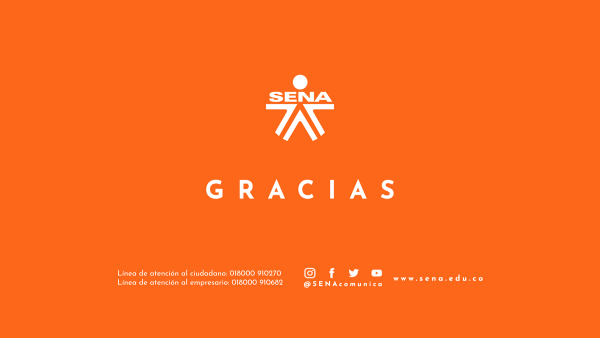 SENA
GRACIAS
Línea de atención al ciudadano: 018000 910270
Línea de atención al empresario: 018000 910682
@SENAcomunica
www.sena.edu.co